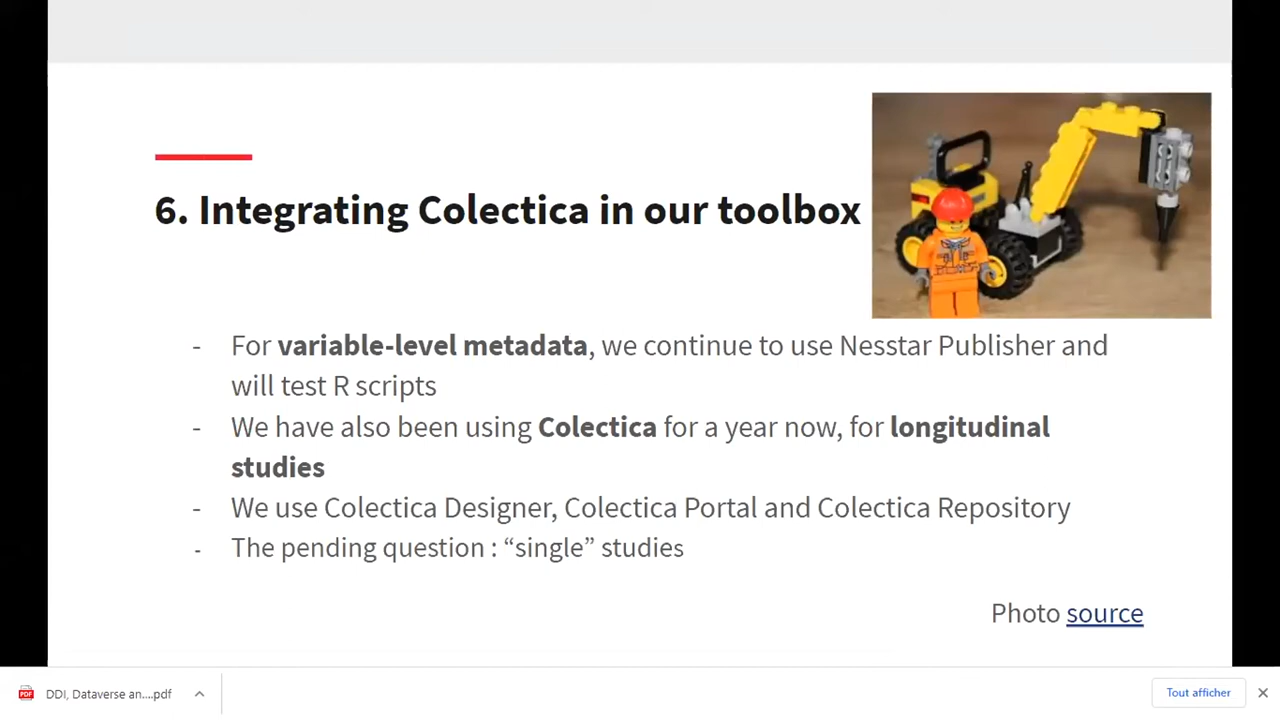 6. Integrating Colectica in our toolbox
- For variable-level metadata, we continue to use Nesstar Publisher and
will test R scripts
- We have also been using Colectica for a year now, for longitudinal
studies
- We use Colectica Designer, Colectica Portal and Colectica Repository
- The pending question : “single” studies
Photo source
PDF DDI, Dataverse an....pdf
Tout afficher